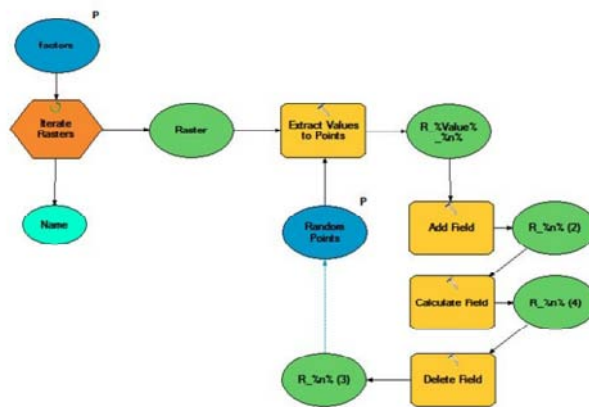 P
factors
Iterate
Rasters
Raster
Extract Values
to Points
R_%Value%
_%n%
Name
P
Random
Points
Add Field
R_%n% (2)
Calculate Field
R_%n% (4)
R_%n% (3)
Delete Field